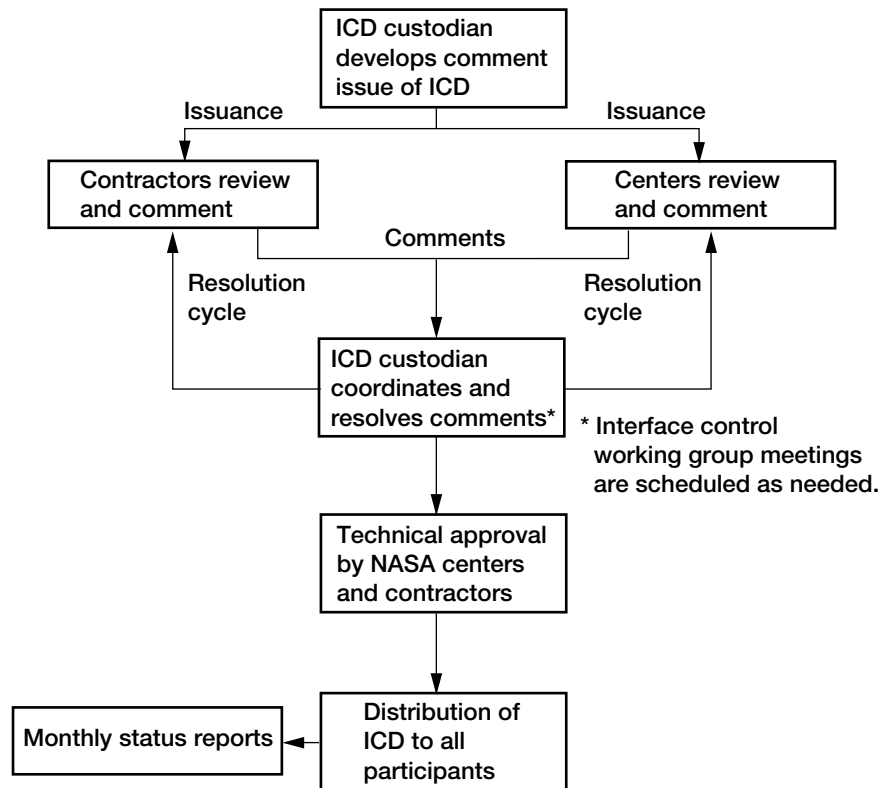 ICD custodian
develops comment
issue of ICD
Issuance
Issuance
Contractors review
and comment
Centers review
and comment
Comments
Resolution
cycle
Resolution
cycle
ICD custodian
coordinates and
resolves comments*
* Interface control
working group meetings
are scheduled as needed.
Technical approval
by NASA centers
and contractors
Monthly status reports
Distribution of
ICD to all
participants